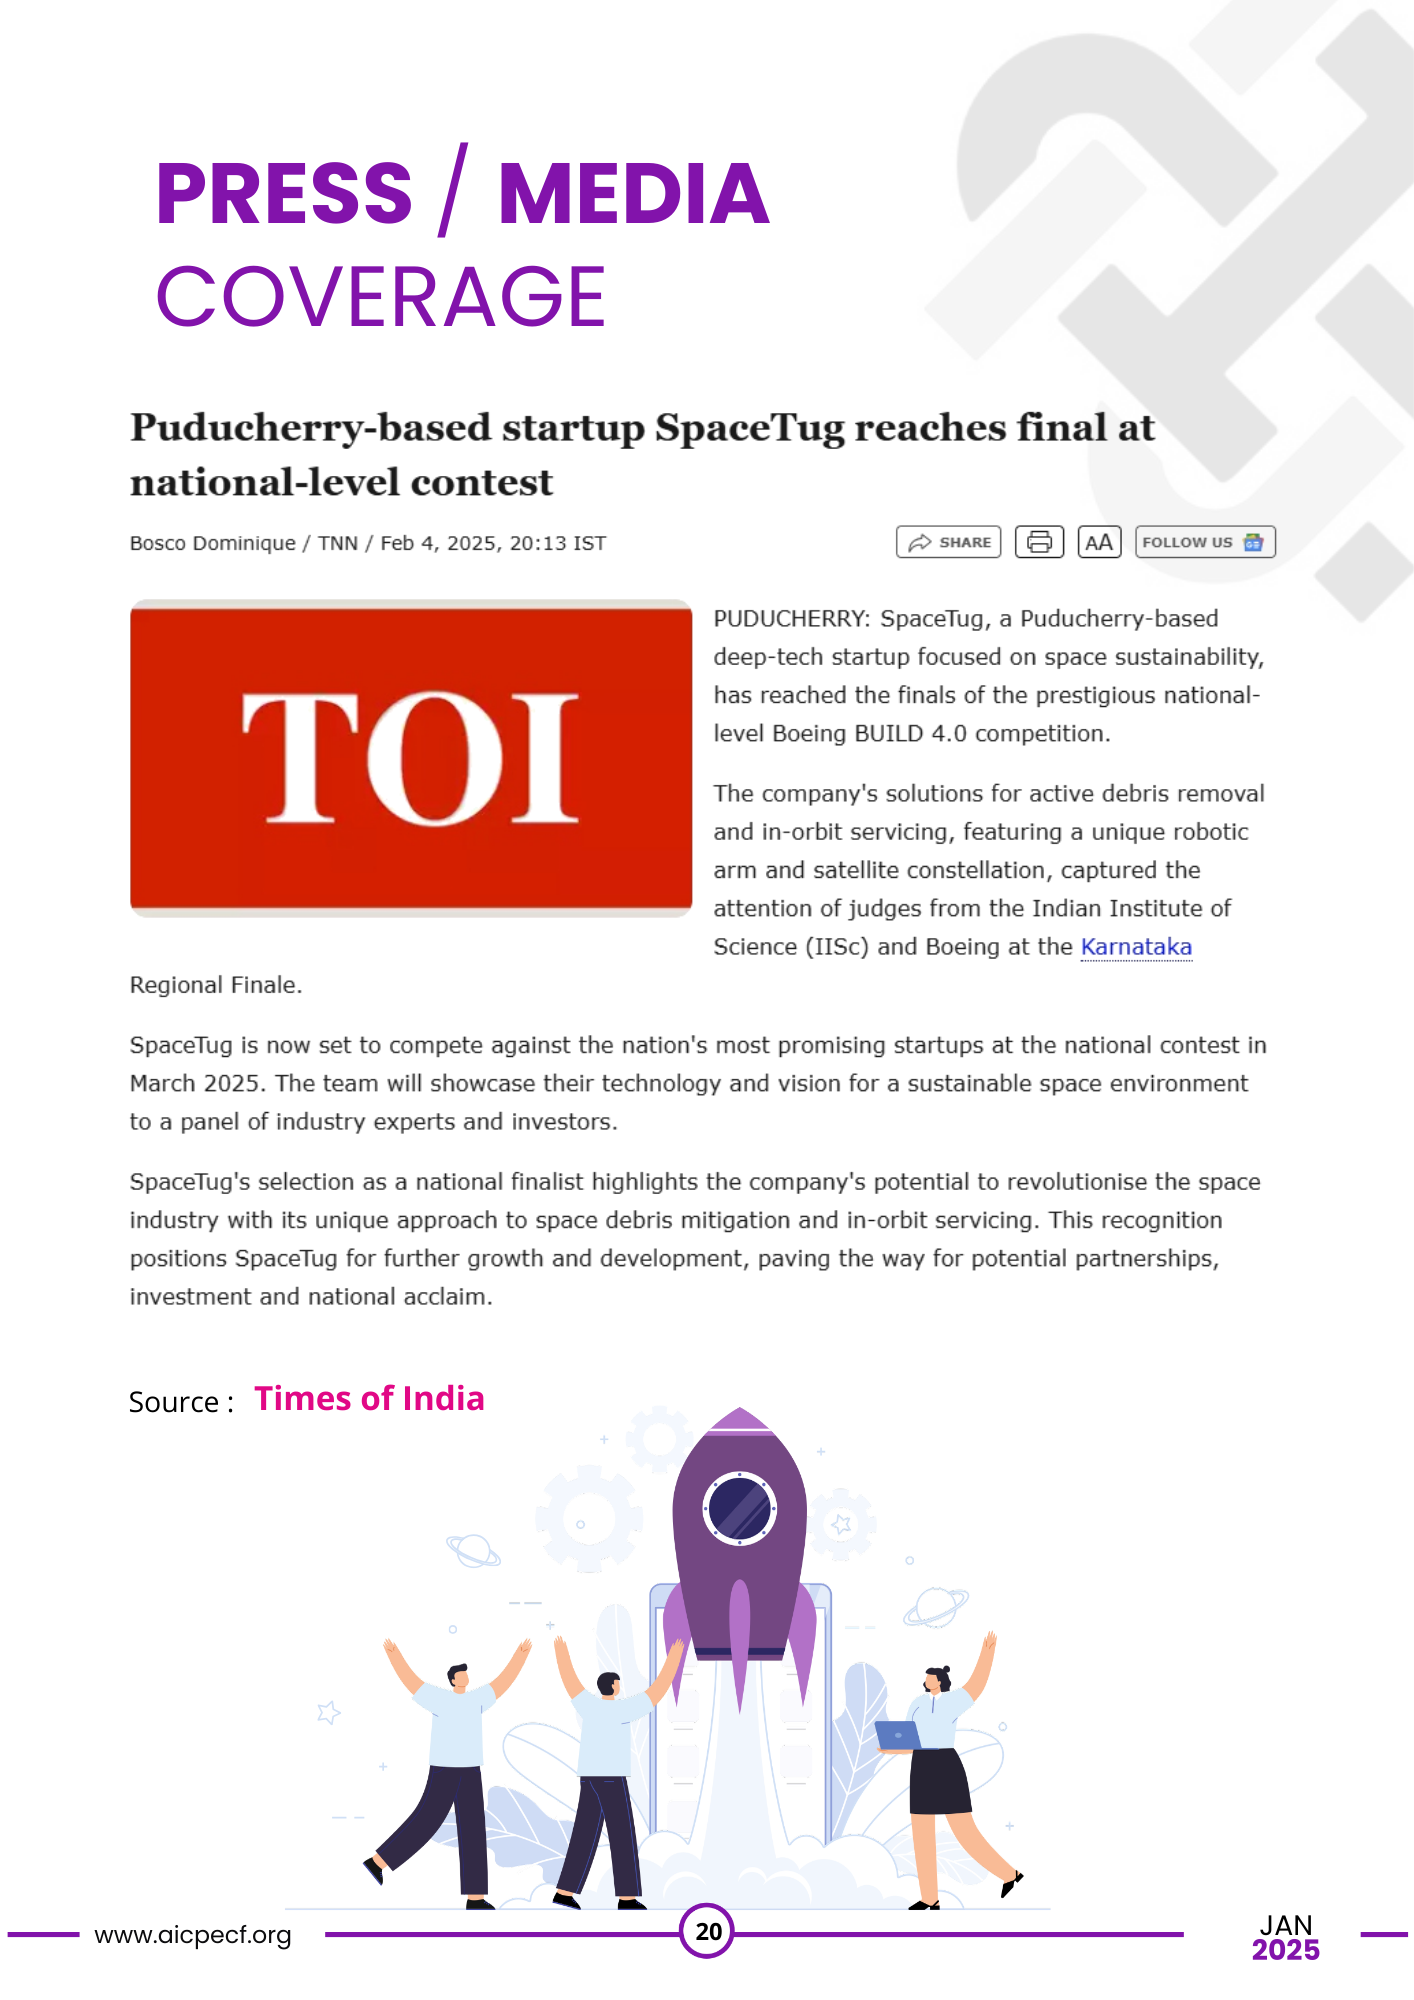 PRESS / MEDIA
COVERAGE
Puducherry-based startup SpaceTug reaches final at
national-level contest
Bosco Dominique / TNN / Feb 4, 2025, 20:13 IST
SHARE
AA
FOLLOW US
TOI
PUDUCHERRY: SpaceTug, a Puducherry-based
deep-tech startup focused on space sustainability,
has reached the finals of the prestigious national-
level Boeing BUILD 4.0 competition.
The company's solutions for active debris removal
and in-orbit servicing, featuring a unique robotic
arm and satellite constellation, captured the
attention of judges from the Indian Institute of
Science (IISc) and Boeing at the Karnataka
Regional Finale.
SpaceTug is now set to compete against the nation's most promising startups at the national contest in
March 2025. The team will showcase their technology and vision for a sustainable space environment
to a panel of industry experts and investors.
SpaceTug's selection as a national finalist highlights the company's potential to revolutionise the space
industry with its unique approach to space debris mitigation and in-orbit servicing. This recognition
positions SpaceTug for further growth and development, paving the way for potential partnerships,
investment and national acclaim.
Source : Times of India
www.aicpecf.org
20
JAN
2025